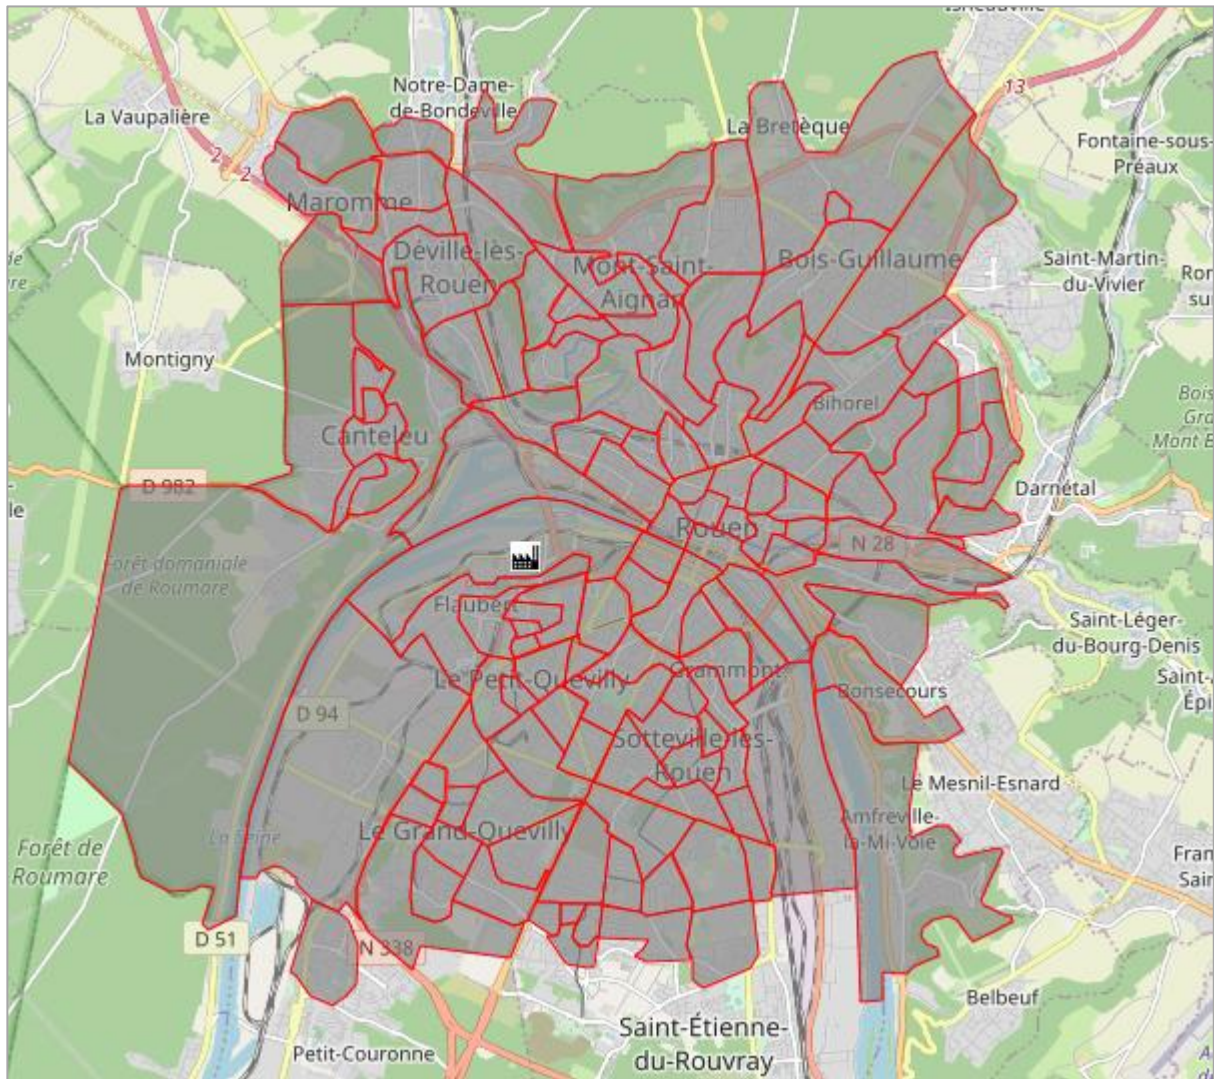 Isneauville
13
Notre-Dame-
de-Bondeville
La Vaupalière
La Bretèque
Fontaine-sous-
Préaux
2
2
Maromme
Déville-lès-
Rouen
Mont-Saint-
Aignan
Bois-Guillaume
Saint-Martin-
du-Vivier
Montigny
Bihorel
Canteleu
D 982
Darnétal
Rouen
N 28
Forêt domaniale
de Roumare
Flaubert
Saint-Léger-
du-Bourg-Denis
Le Petit-Quevilly
Grammont
Bonsecours
D 94
Sotteville-lès-
Rouen
Le Mesnil-Esnard
La Seine
Le Grand-Quevilly
Amfreville-
la-Mi-Voie
Forêt de
Roumare
D 51
N 338
Belbeuf
Saint-Étienne-
du-Rouvray
Petit-Couronne